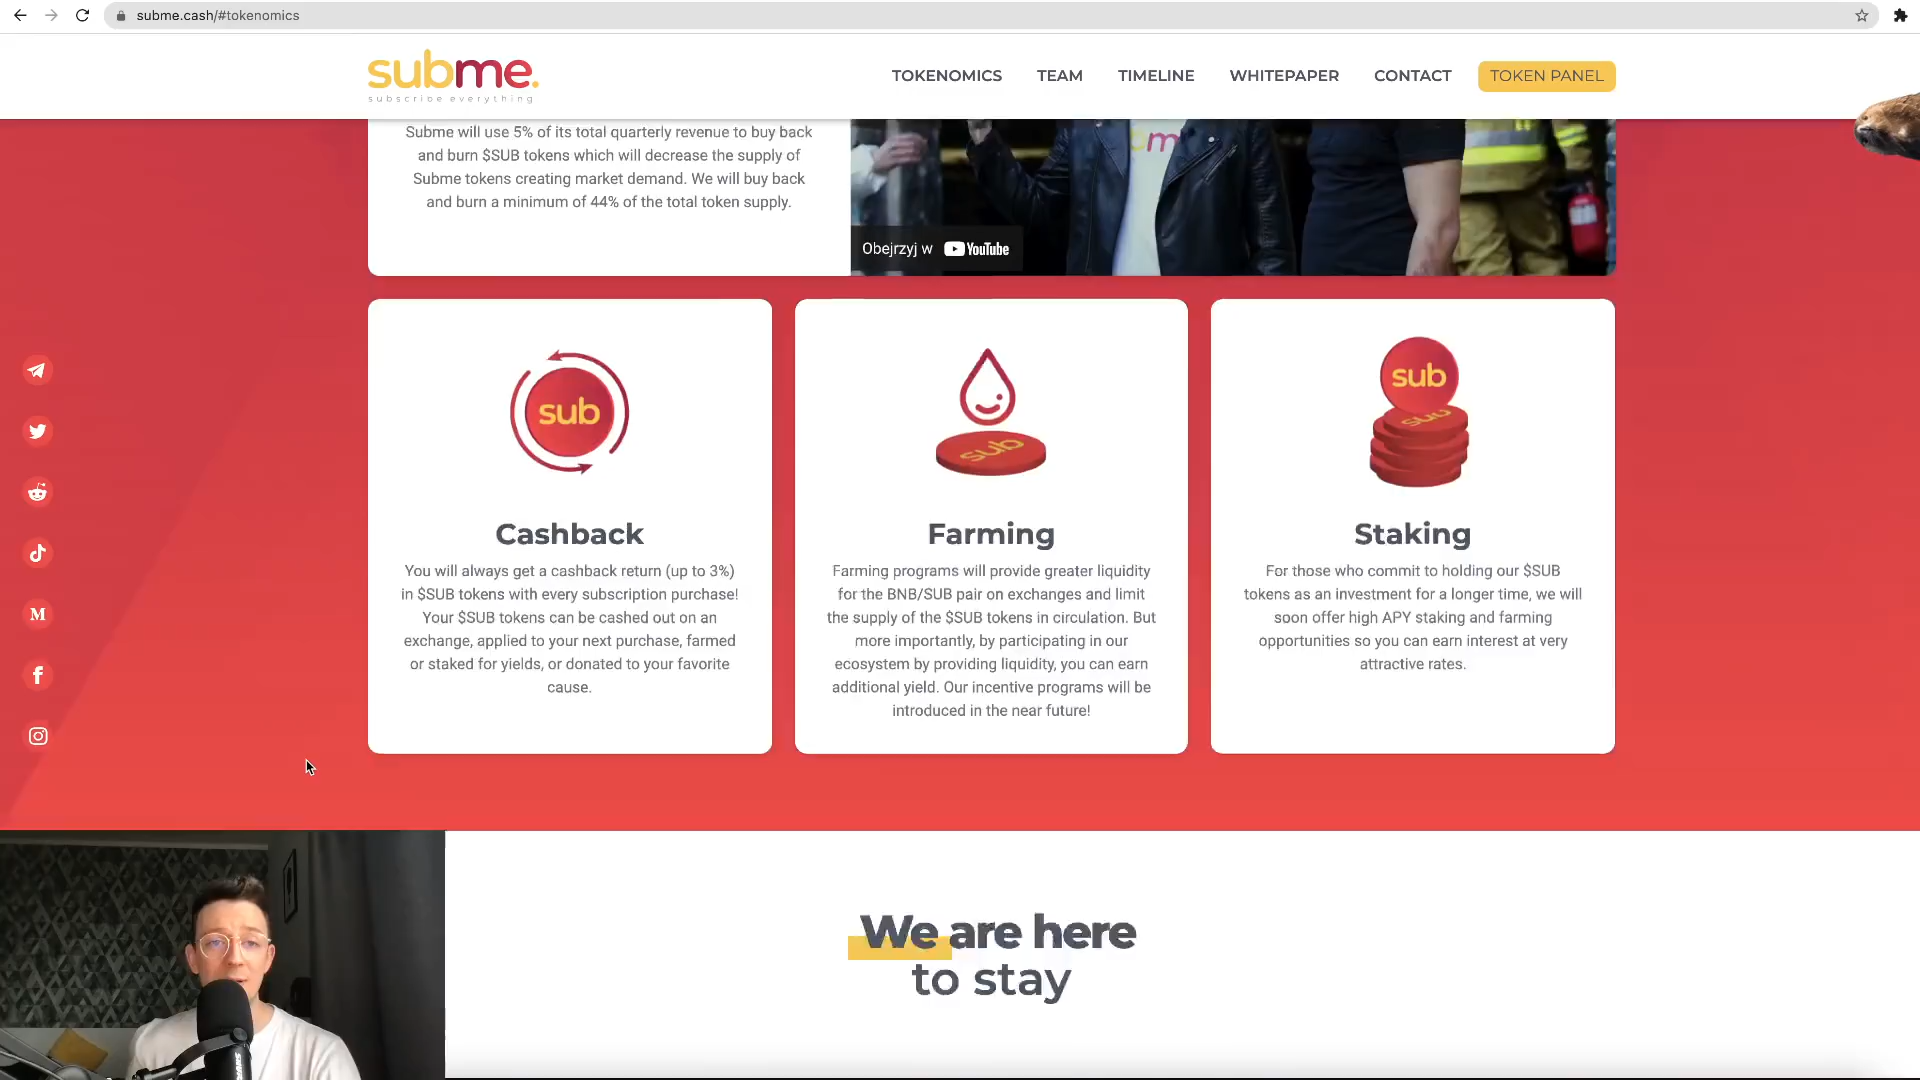 subme.cash/#tokenomics
subme.
subscribe everything
TOKENOMICS
TEAM
TIMELINE
WHITEPAPER
CONTACT
TOKEN PANEL
Subme will use 5% of its total quarterly revenue to buy back
and burn $SUB tokens which will decrease the supply of
Subme tokens creating market demand. We will buy back
and burn a minimum of 44% of the total token supply.
Obejrzyj w YouTube
sub
Cashback
You will always get a cashback return (up to 3%)
in $SUB tokens with every subscription purchase!
Your $SUB tokens can be cashed out on an
exchange, applied to your next purchase, farmed
or staked for yields, or donated to your favorite
cause.
sub
Farming
Farming programs will provide greater liquidity
for the BNB/SUB pair on exchanges and limit
the supply of the $SUB tokens in circulation. But
more importantly, by participating in our
ecosystem by providing liquidity, you can earn
additional yield. Our incentive programs will be
introduced in the near future!
sub
sub
Staking
For those who commit to holding our $SUB
tokens as an investment for a longer time, we will
soon offer high APY staking and farming
opportunities so you can earn interest at very
attractive rates.
We are here
to stay